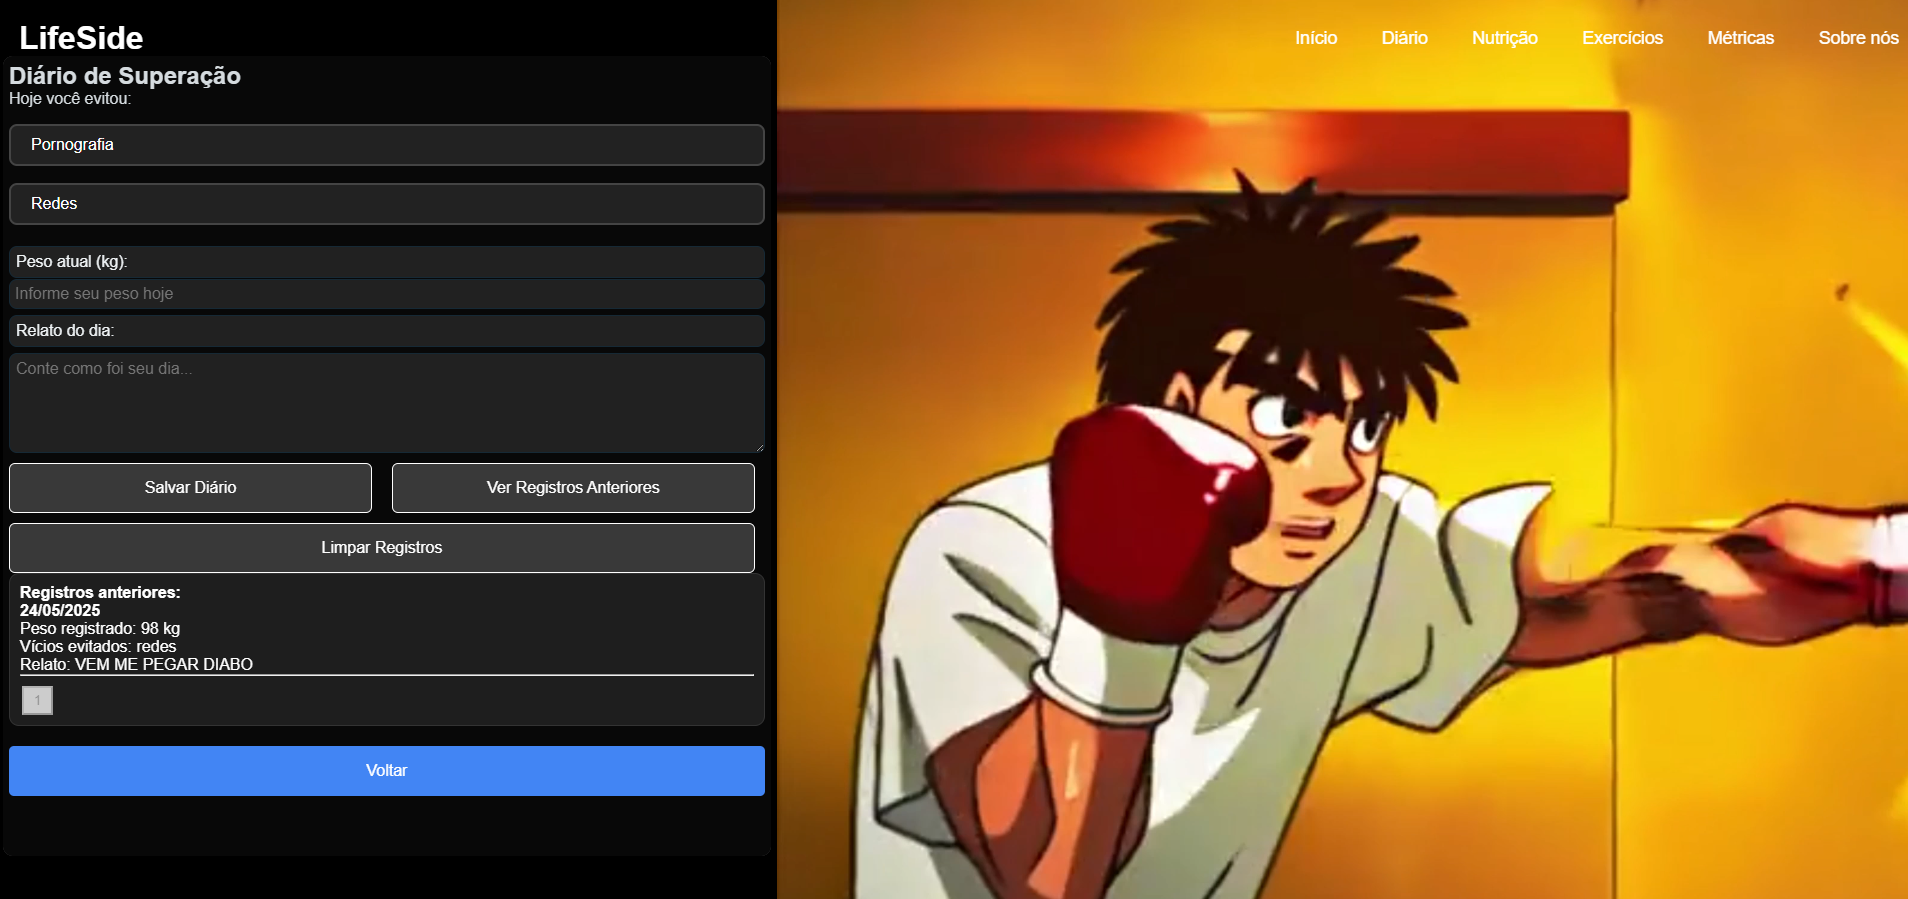 LifeSide
Início Diário Nutrição Exercícios Métricas Sobre nós
Diário de Superação
Hoje você evitou:
Pornografia
Redes
Peso atual (kg):
Informe seu peso hoje
Relato do dia:
Conte como foi seu dia...
Salvar Diário
Ver Registros Anteriores
Limpar Registros
Registros anteriores:
24/05/2025
Peso registrado: 98 kg
Vícios evitados: redes
Relato: VEM ME PEGAR DIABO
1
Voltar